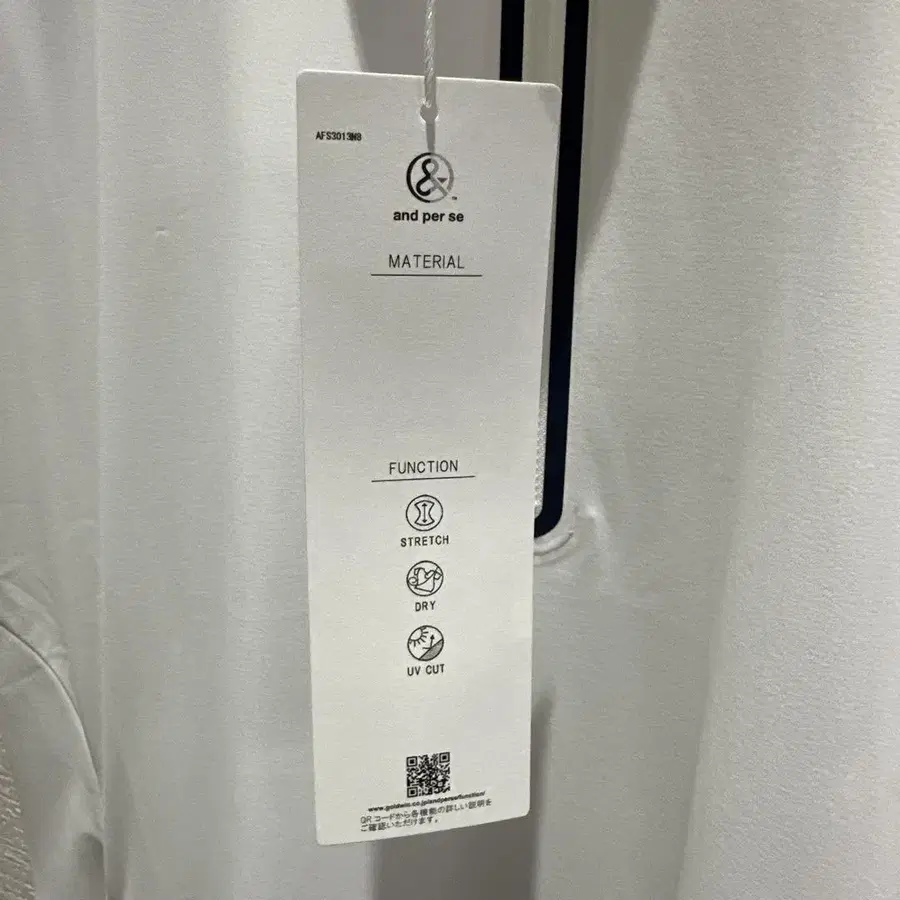 AFS3013N9
&
and per se
MATERIAL
FUNCTION
STRETCH
DRY
UV CUT
www.goldwin.co.jp/andperse/function/
QRコードから各機能の詳しい説明を
ご確認いただけます。